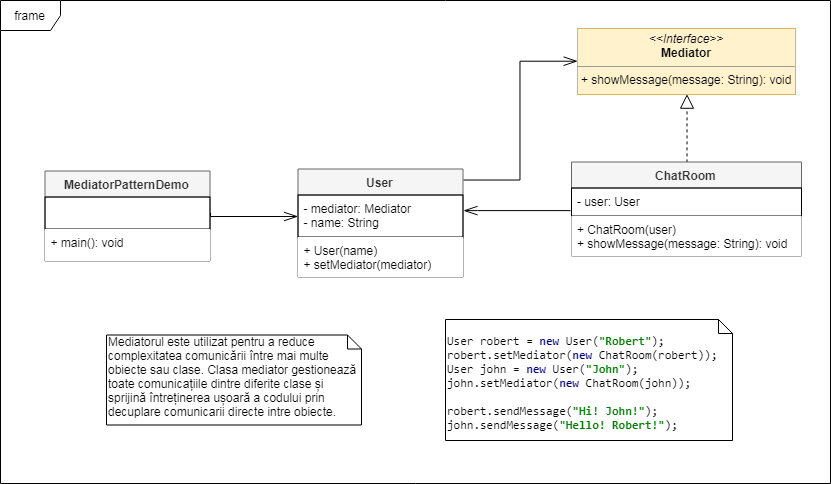 frame
<<Interface>>
Mediator
+ showMessage(message: String): void
MediatorPatternDemo
+ main(): void
User
- mediator: Mediator
- name: String
+ User(name)
+ setMediator(mediator)
ChatRoom
- user: User
+ ChatRoom(user)
+ showMessage(message: String): void
Mediatorul este utilizat pentru a reduce
complexitatea comunicării între mai multe
obiecte sau clase. Clasa mediator gestionează
toate comunicațiile dintre diferite clase și
sprijină întreținerea ușoară a codului prin
decuplare comunicarii directe intre obiecte.
User robert = new User("Robert");
robert.setMediator(new ChatRoom(robert));
User john = new User("John");
john.setMediator(new ChatRoom(john));
robert.sendMessage("Hi! John!");
john.sendMessage("Hello! Robert!");